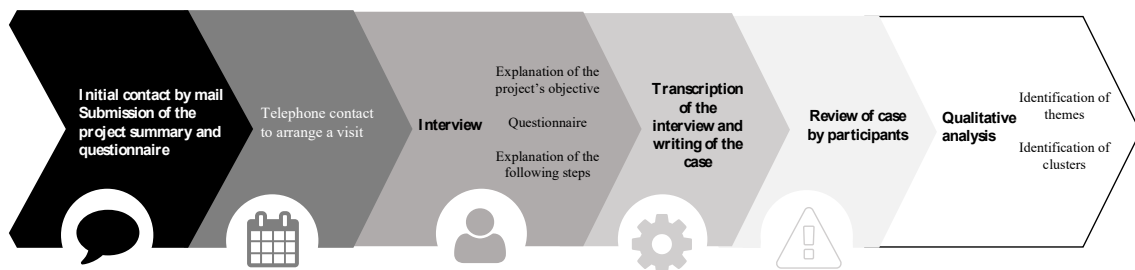 Initial contact by mail
Submission of the
project summary and
questionnaire
Telephone contact
to arrange a visit
Interview
Explanation of the
project's objective
Questionnaire
Explanation of the
following steps
Transcription
of the
interview and
writing of the
case
Review of case
by participants
Qualitative
analysis
Identification of
themes
Identification of
clusters